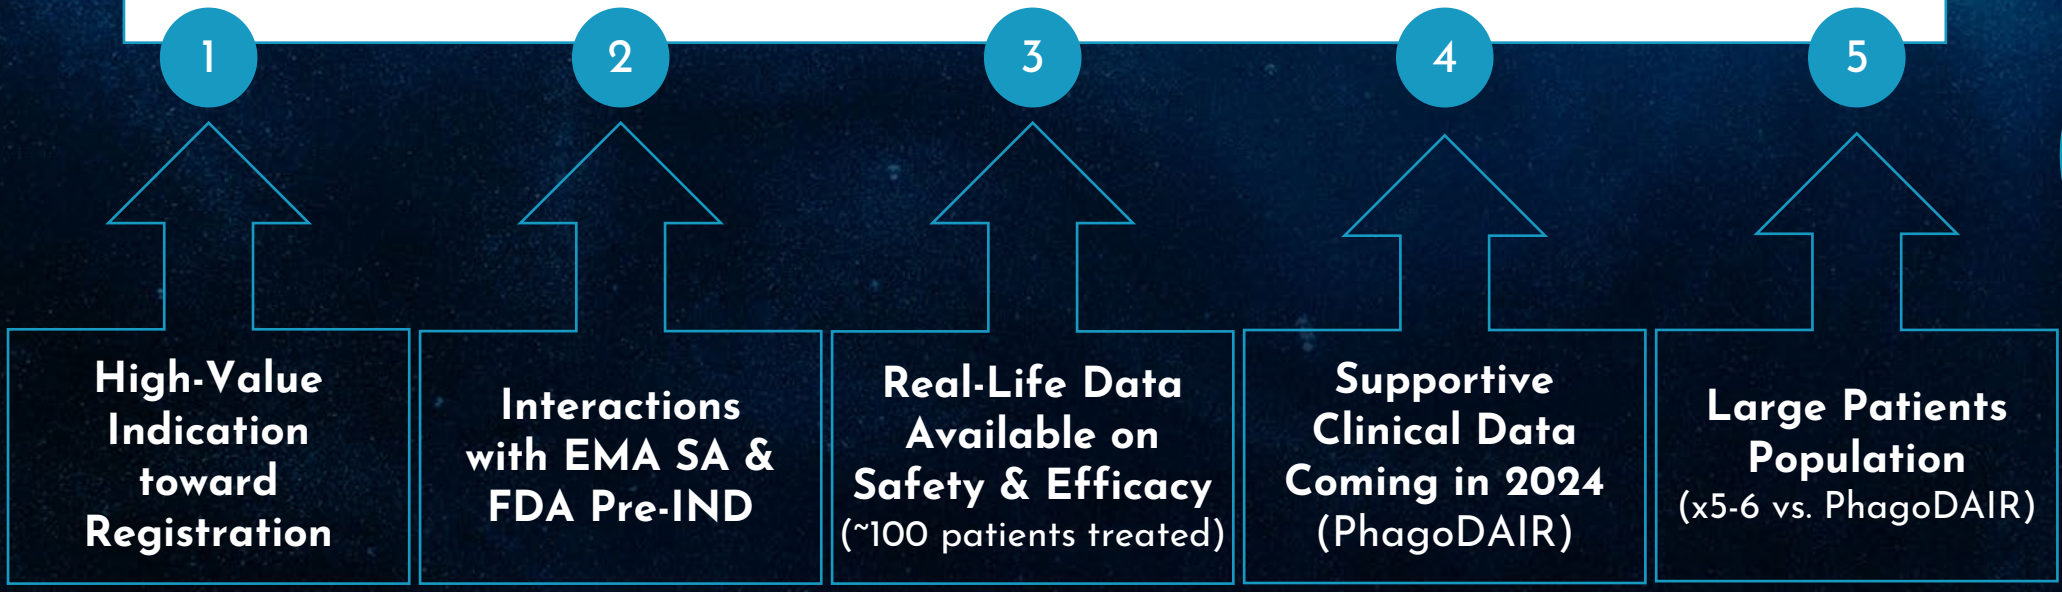 1
2
3
4
5
High-Value
Indication
toward
Registration
Interactions
with EMA SA &
FDA Pre-IND
Real-Life Data
Available on
Safety & Efficacy
(~100 patients treated)
Supportive
Clinical Data
Coming in 2024
(PhagoDAIR)
Large Patients
Population
(x5-6 vs. PhagoDAIR)